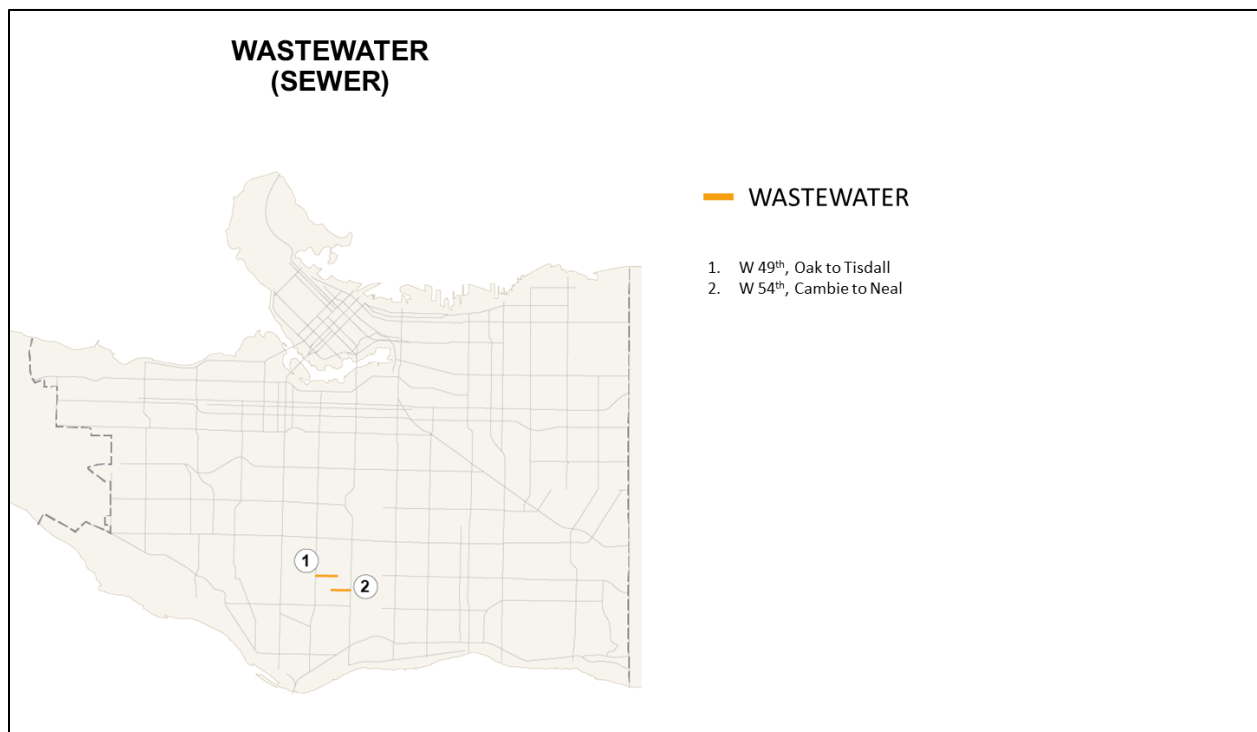 WASTEWATER
(SEWER)
WASTEWATER
1. W 49th, Oak to Tisdall
2. W 54th, Cambie to Neal
1
2